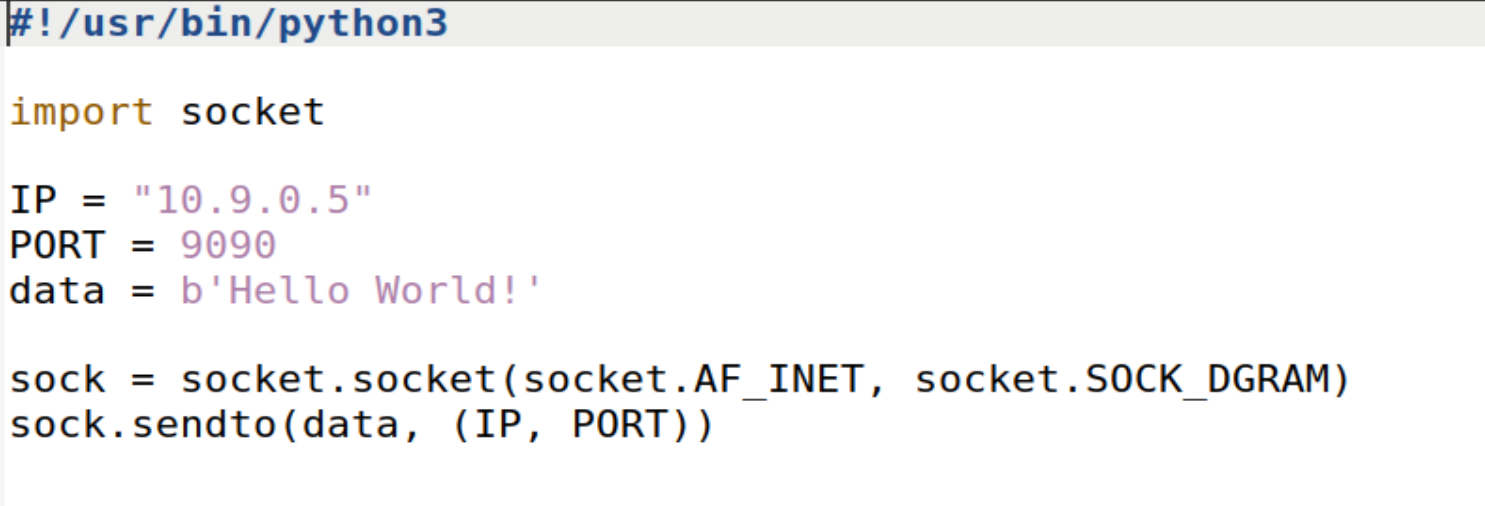 #!/usr/bin/python3
import socket
IP = "10.9.0.5"
PORT = 9090
data = b'Hello World!'
sock = socket.socket(socket.AF_INET, socket.SOCK_DGRAM)
sock.sendto(data, (IP, PORT))